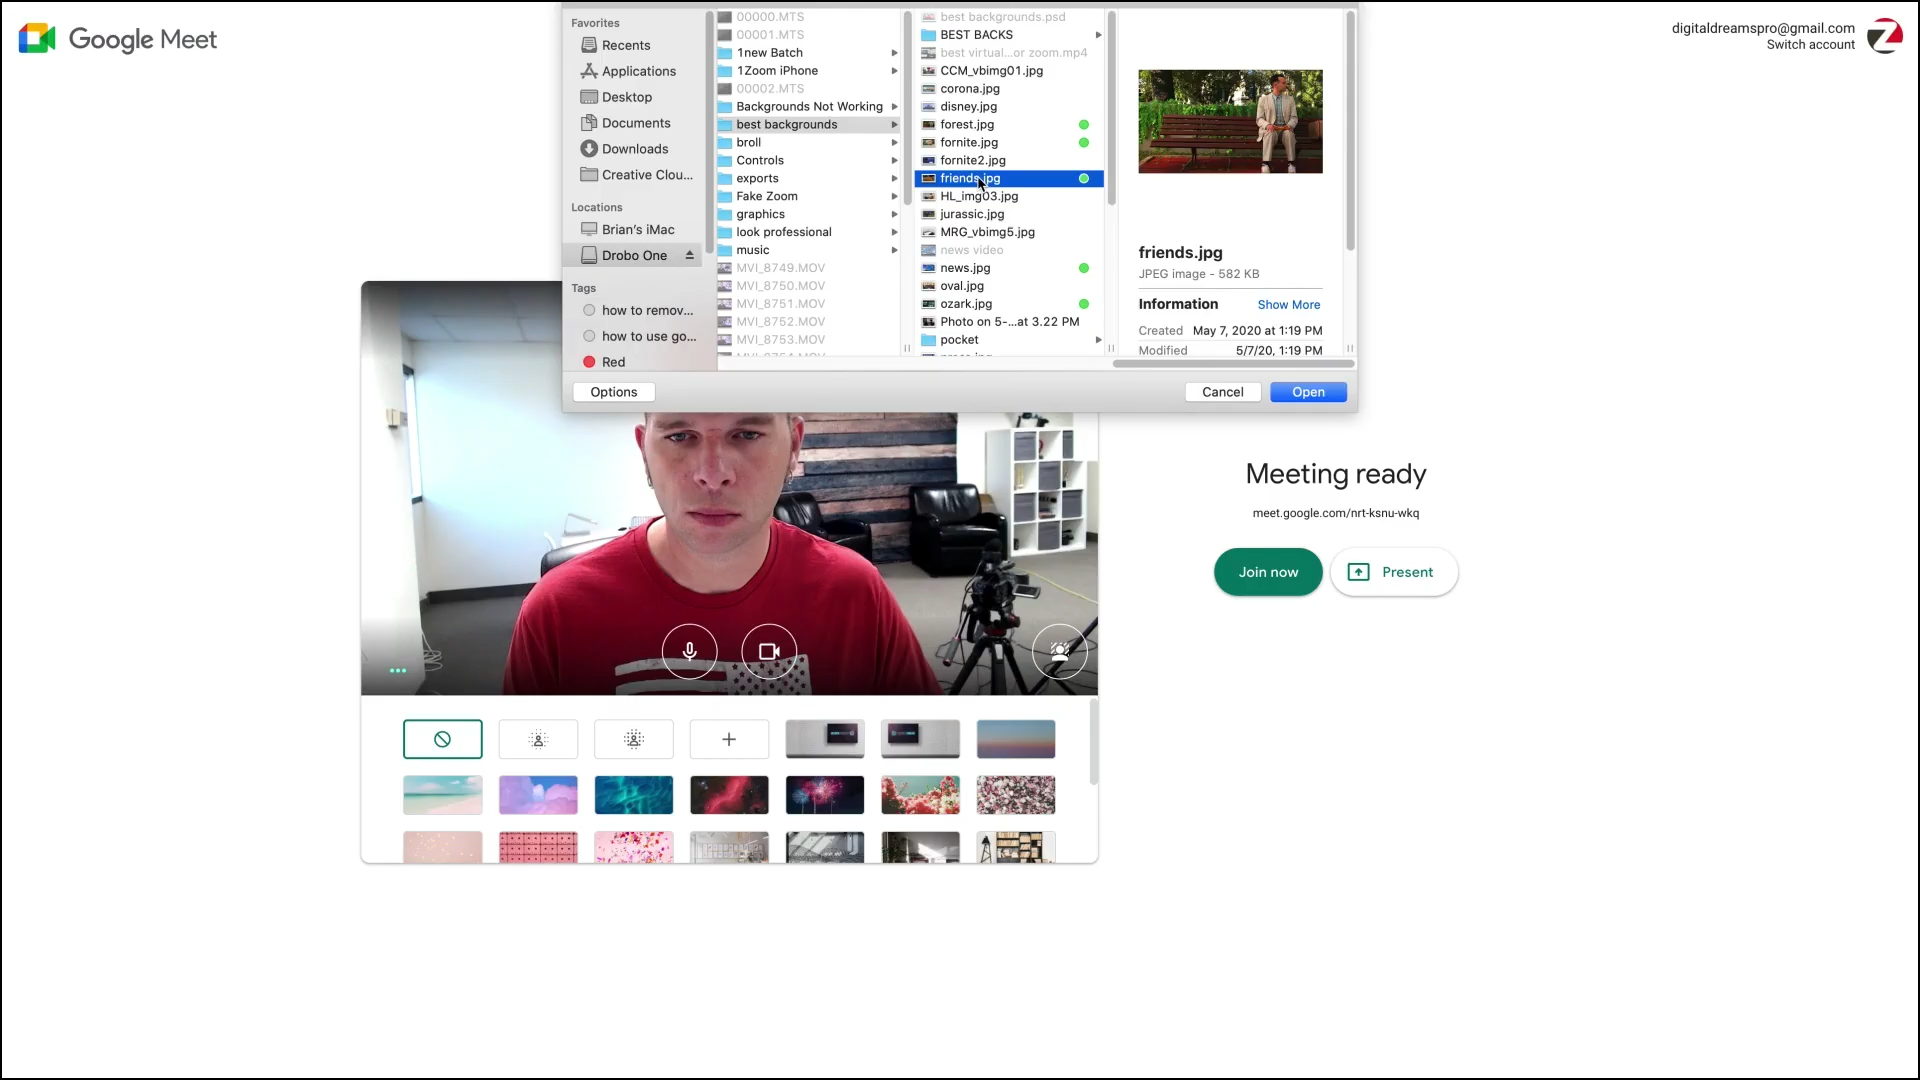 Google Meet
digitaldreamspro@gmail.com
Switch account
Favorites
Recents
Applications
Desktop
Documents
Downloads
Creative Clou...
Locations
Brian's iMac
Drobo One
Tags
how to remov...
how to use go...
Red
00000.MTS
00001.MTS
1new Batch
1Zoom iPhone
00002.MTS
Backgrounds Not Working
best backgrounds
broll
Controls
exports
Fake Zoom
graphics
look professional
music
MVI_8749.MOV
MVI_8750.MOV
MVI_8751.MOV
MVI_8752.MOV
MVI_8753.MOV
best backgrounds.psd
BEST BACKS
best virtual...or zoom.mp4
CCM_vbimg01.jpg
corona.jpg
disney.jpg
forest.jpg
fornite.jpg
fornite2.jpg
friends.jpg
HL_img03.jpg
jurassic.jpg
MRG_vbimg5.jpg
news video
news.jpg
oval.jpg
ozark.jpg
Photo on 5-...at 3.22 PM
pocket
friends.jpg
JPEG image - 582 KB
Information Show More
Created May 7, 2020 at 1:19 PM
Modified 5/7/20, 1:19 PM
Options
Cancel
Open
Meeting ready
meet.google.com/nrt-ksnu-wkq
Join now
Present